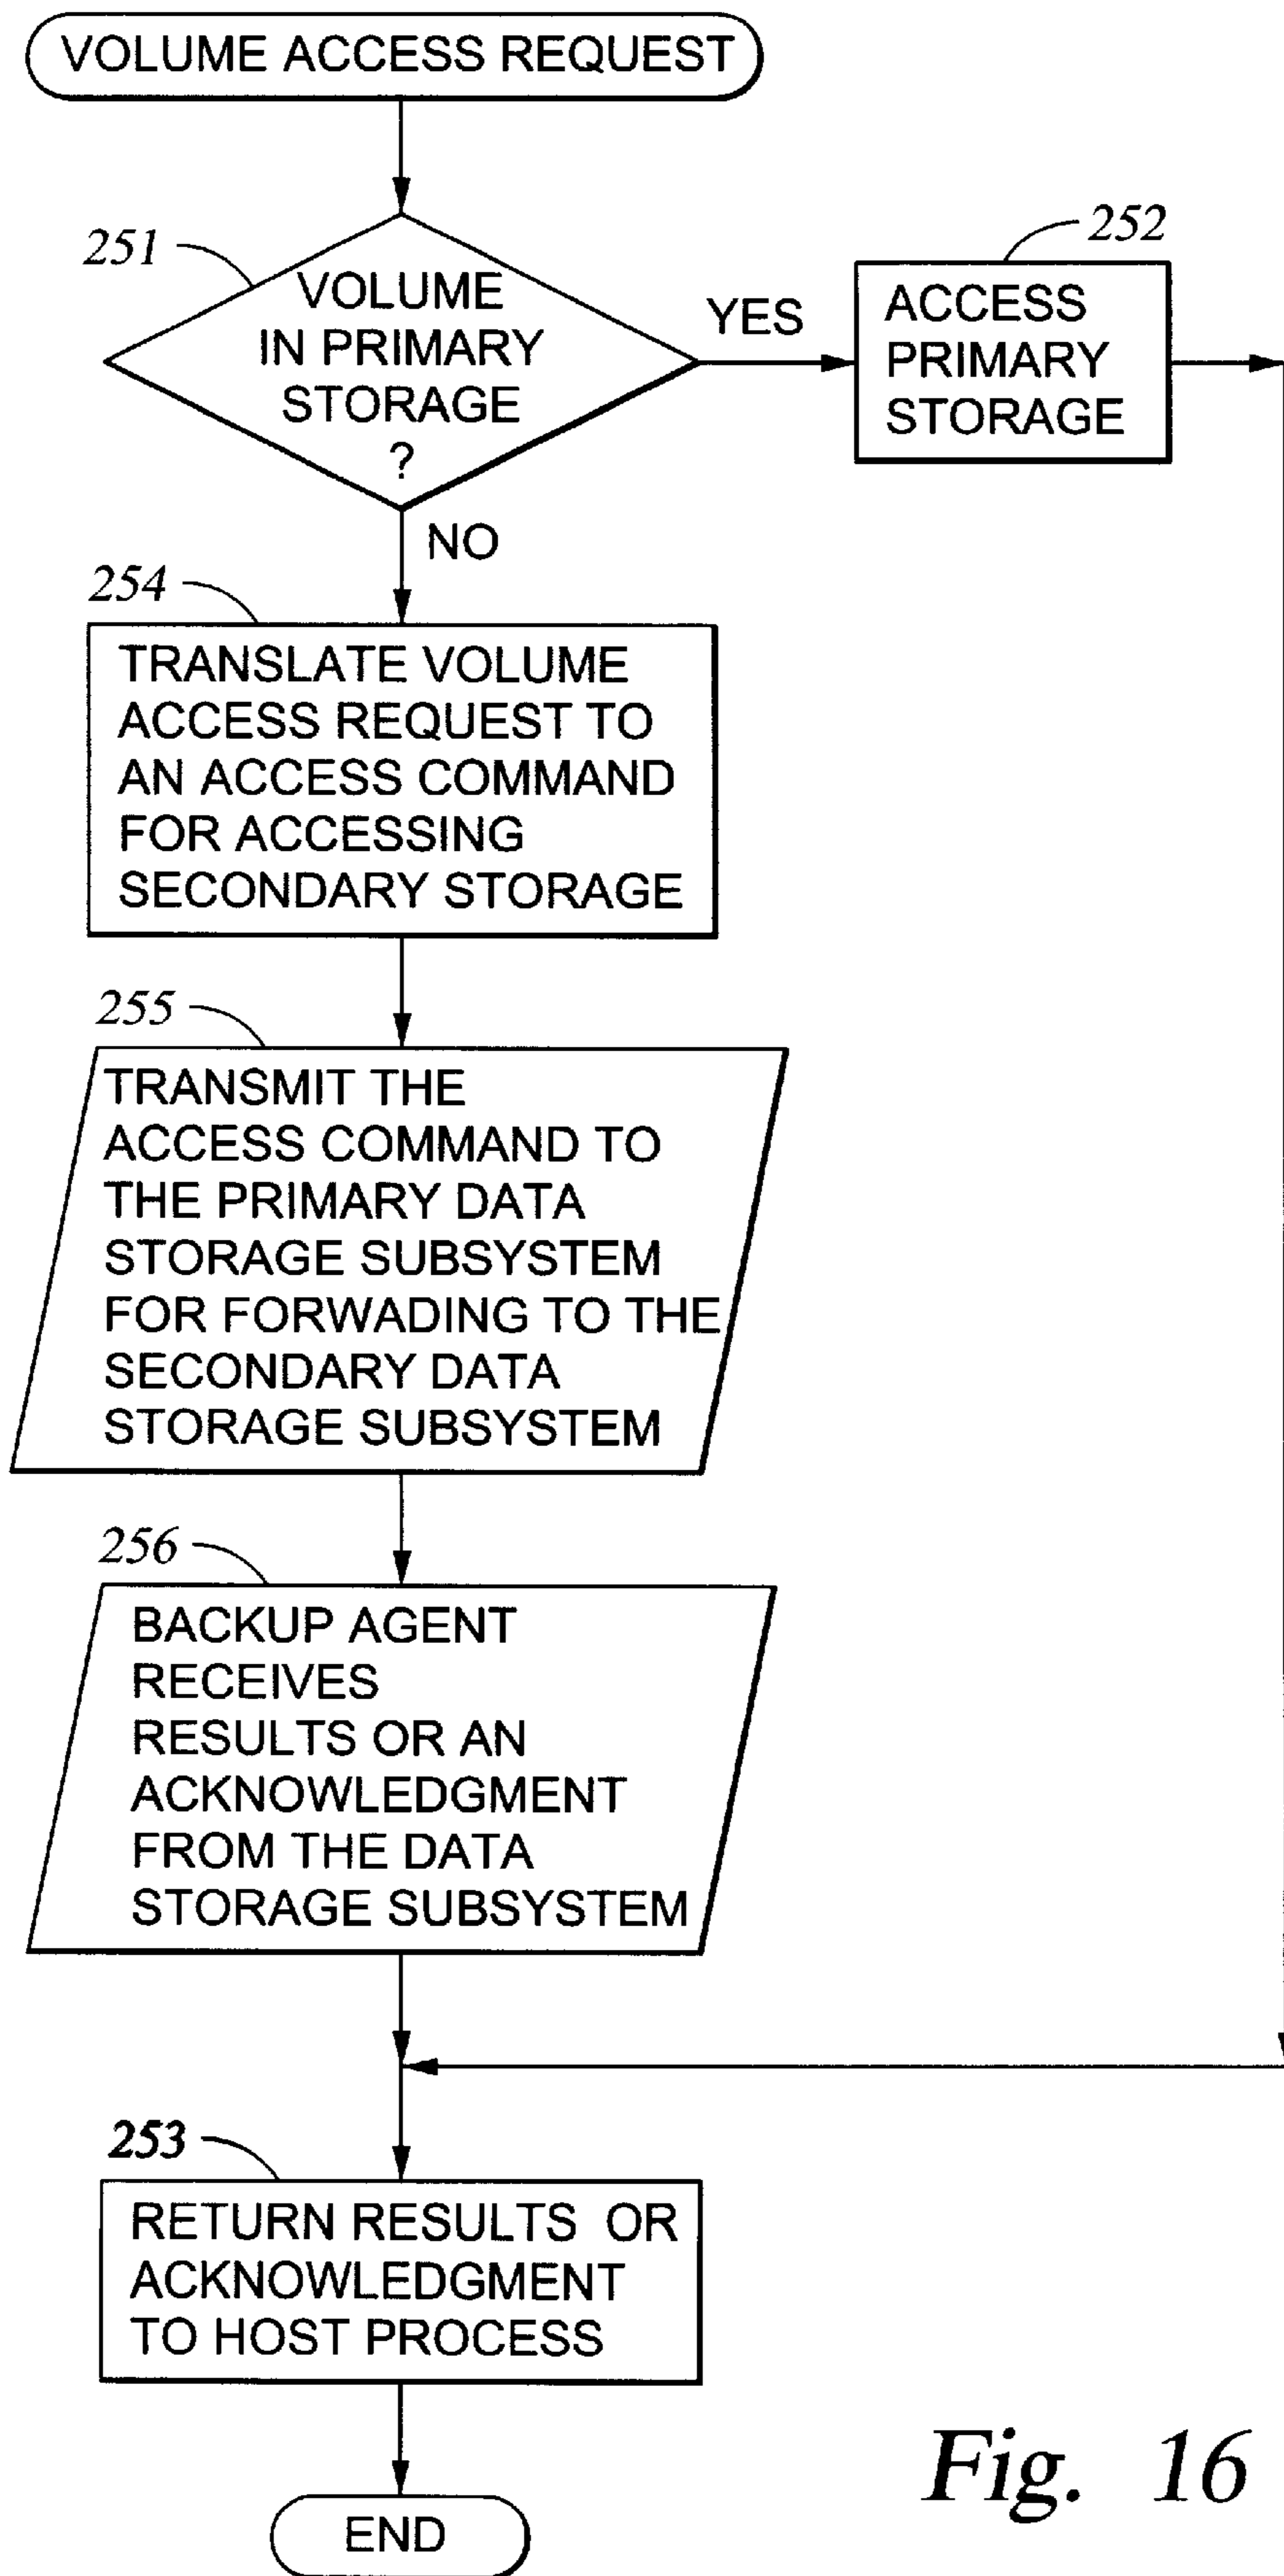 VOLUME ACCESS REQUEST
251
VOLUME
IN PRIMARY
STORAGE
?
YES
252
ACCESS
PRIMARY
STORAGE
NO
254
TRANSLATE VOLUME
ACCESS REQUEST TO
AN ACCESS COMMAND
FOR ACCESSING
SECONDARY STORAGE
255
TRANSMIT THE
ACCESS COMMAND TO
THE PRIMARY DATA
STORAGE SUBSYSTEM
FOR FORWADING TO THE
SECONDARY DATA
STORAGE SUBSYSTEM
256
BACKUP AGENT
RECEIVES
RESULTS OR AN
ACKNOWLEDGMENT
FROM THE DATA
STORAGE SUBSYSTEM
253
RETURN RESULTS OR
ACKNOWLEDGMENT
TO HOST PROCESS
END
Fig. 16